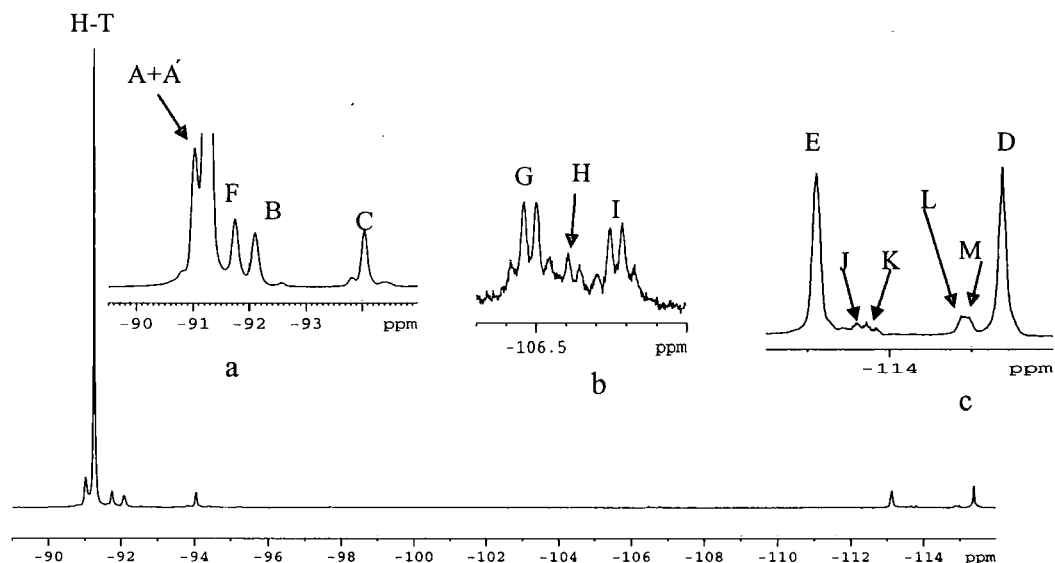 H-T
A+A′
F
B
C
-90 -91 -92 -93 ppm
a
G
H
I
-106.5 ppm
b
E
D
L
J
K
M
-114 ppm
c
-90 -92 -94 -96 -98 -100 -102 -104 -106 -108 -110 -112 -114 ppm